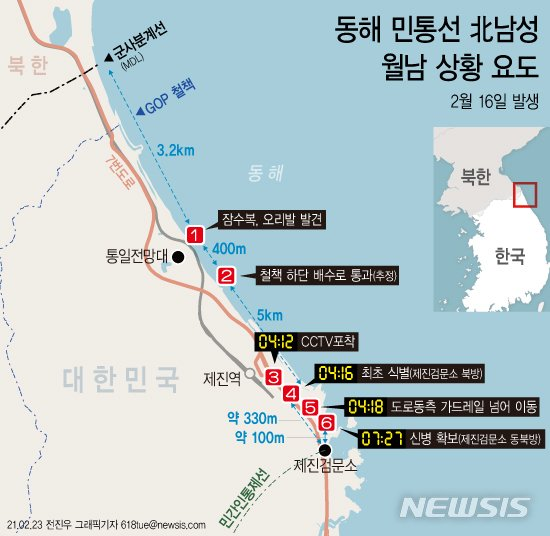 동해 민통선 北남성
월남 상황 요도
2월 16일 발생
북한
군사분계선
(MDL)
GOP 철책
3.2km
7번도로
동해
북한
한국
1
잠수복, 오리발 발견
통일전망대
400m
2
철책 하단 배수로 통과(추정)
5km
04:12 CCTV포착
대한민국
제진역
3
04:16 최초 식별(제진검문소 북방)
4
5
04:18 도로동측 가드레일 넘어 이동
약 330m
6
07:27 신병 확보(제진검문소 동북방)
약 100m
제진검문소
민간인통제선
21.02.23 전진우 그래픽기자 618tue@newsis.com
NEWSIS